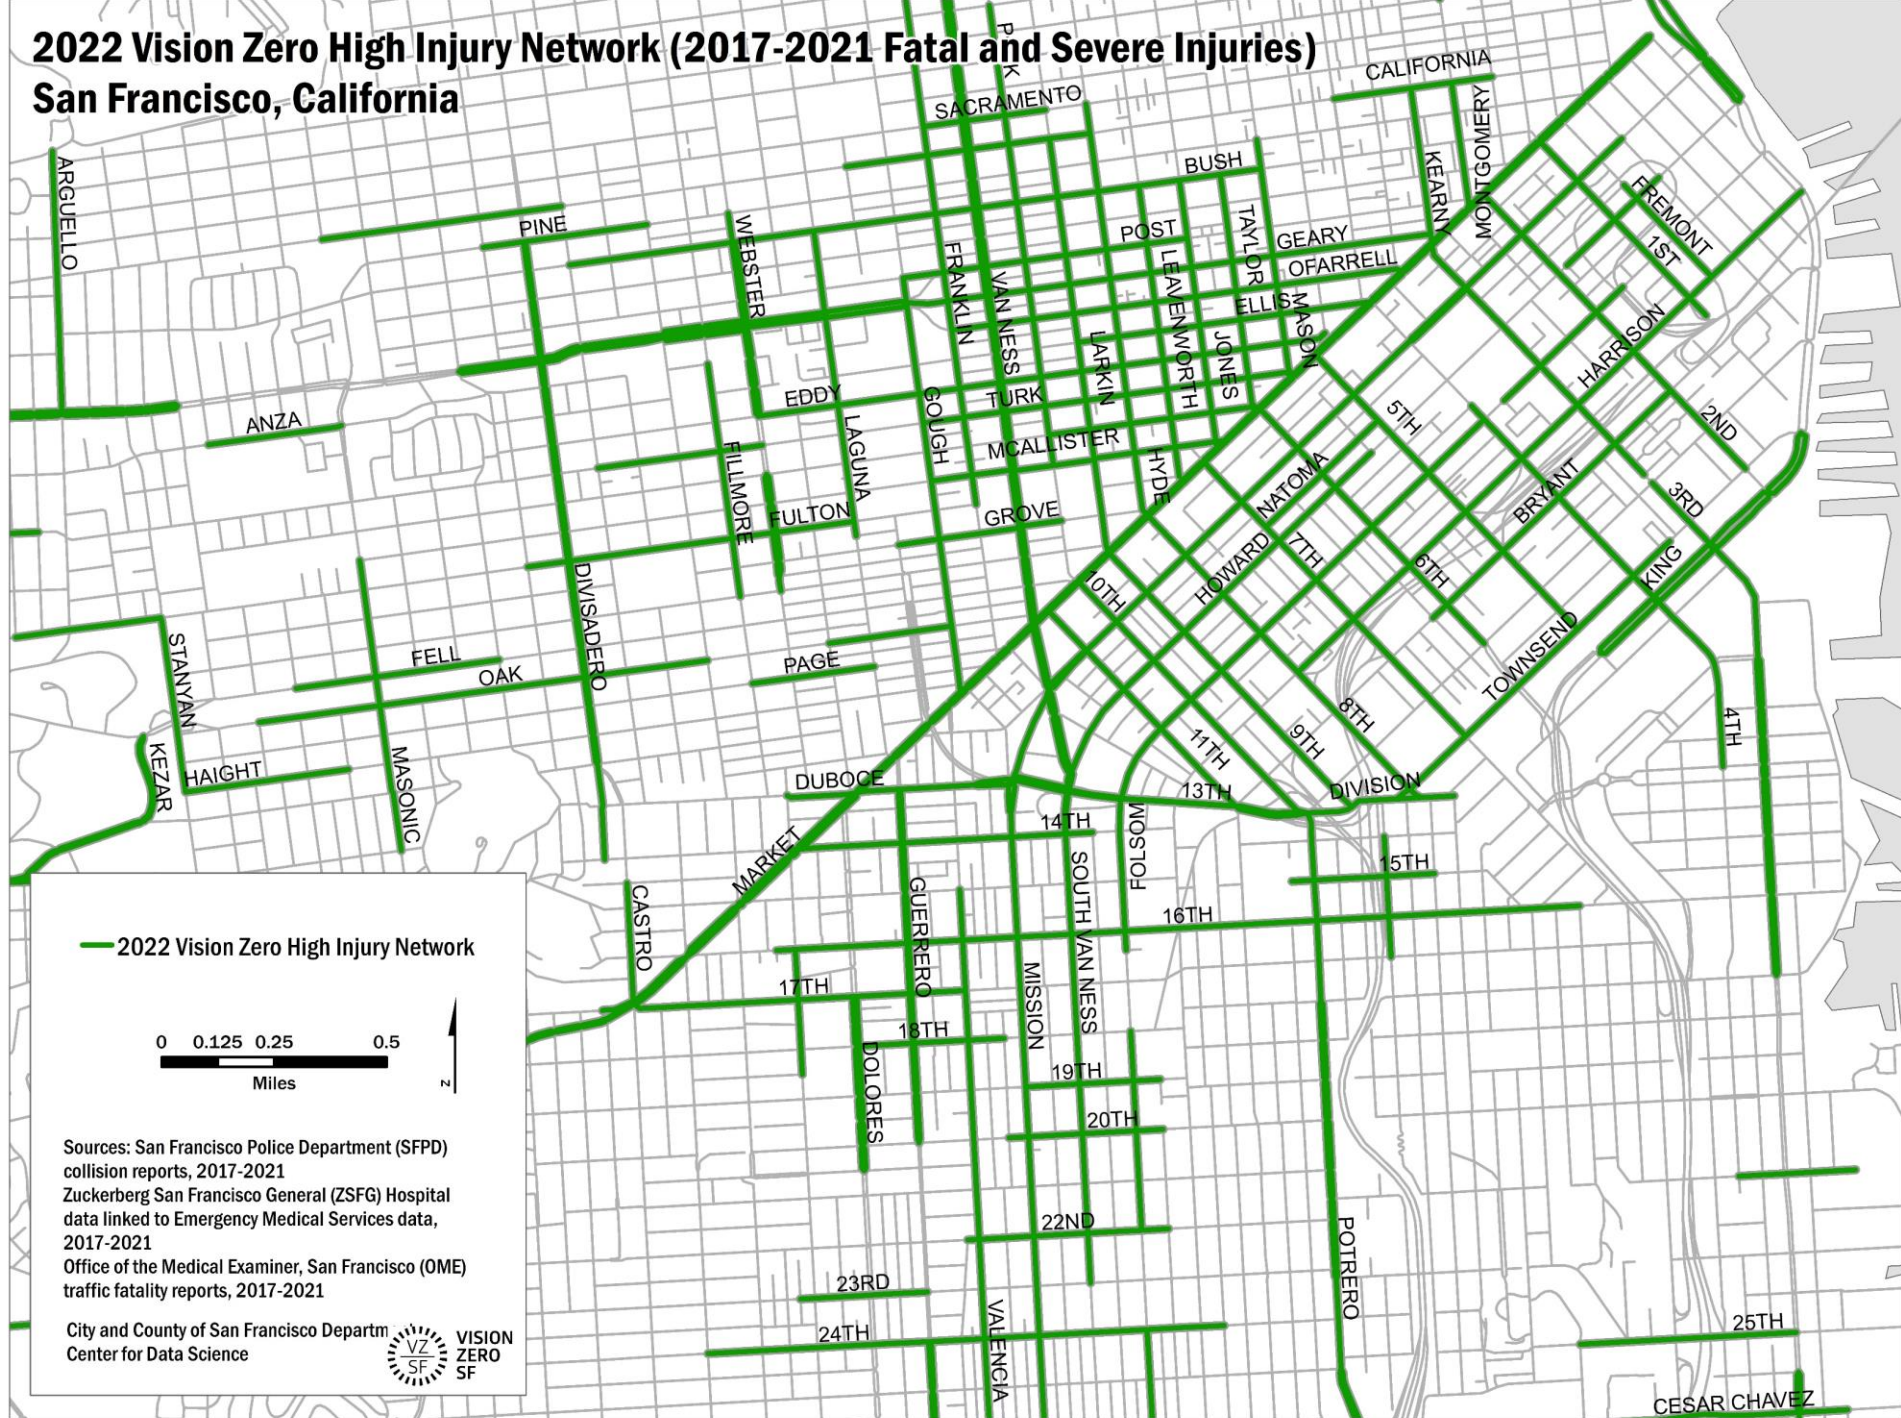 2022 Vision Zero High Injury Network (2017-2021 Fatal and Severe Injuries)
San Francisco, California
CALIFORNIA
SACRAMENTO
MONTGOMERY
KEARNY
BUSH
ARGUELLO
PINE
WEBSTER
POST
TAYLOR
GEARY
OFARRELL
FREMONT
1ST
FRANKLIN
VAN NESS
LEAVENWORTH
ELLIS
MASON
HARRISON
LARKIN
JONES
EDDY
TURK
GOUGH
ANZA
LAGUNA
MCALLISTER
5TH
2ND
FILLMORE
HYDE
NATOMA
BRYANT
3RD
FULTON
GROVE
HOWARD
7TH
6TH
KING
DIVISADERO
10TH
STANYAN
FELL
OAK
PAGE
TOWNSEND
8TH
4TH
9TH
11TH
KEZAR
HAIGHT
MASONIC
DUBOCE
13TH
DIVISION
MARKET
14TH
FOLSOM
15TH
CASTRO
GUERRERO
SOUTH VAN NESS
16TH
MISSION
17TH
18TH
DOLORES
19TH
20TH
22ND
POTRERO
23RD
VALENCIA
24TH
25TH
CESAR CHAVEZ
2022 Vision Zero High Injury Network
0 0.125 0.25 0.5
Miles
z
Sources: San Francisco Police Department (SFPD)
collision reports, 2017-2021
Zuckerberg San Francisco General (ZSFG) Hospital
data linked to Emergency Medical Services data,
2017-2021
Office of the Medical Examiner, San Francisco (OME)
traffic fatality reports, 2017-2021
City and County of San Francisco Departm
Center for Data Science
VZ
SF
VISION
ZERO
SF